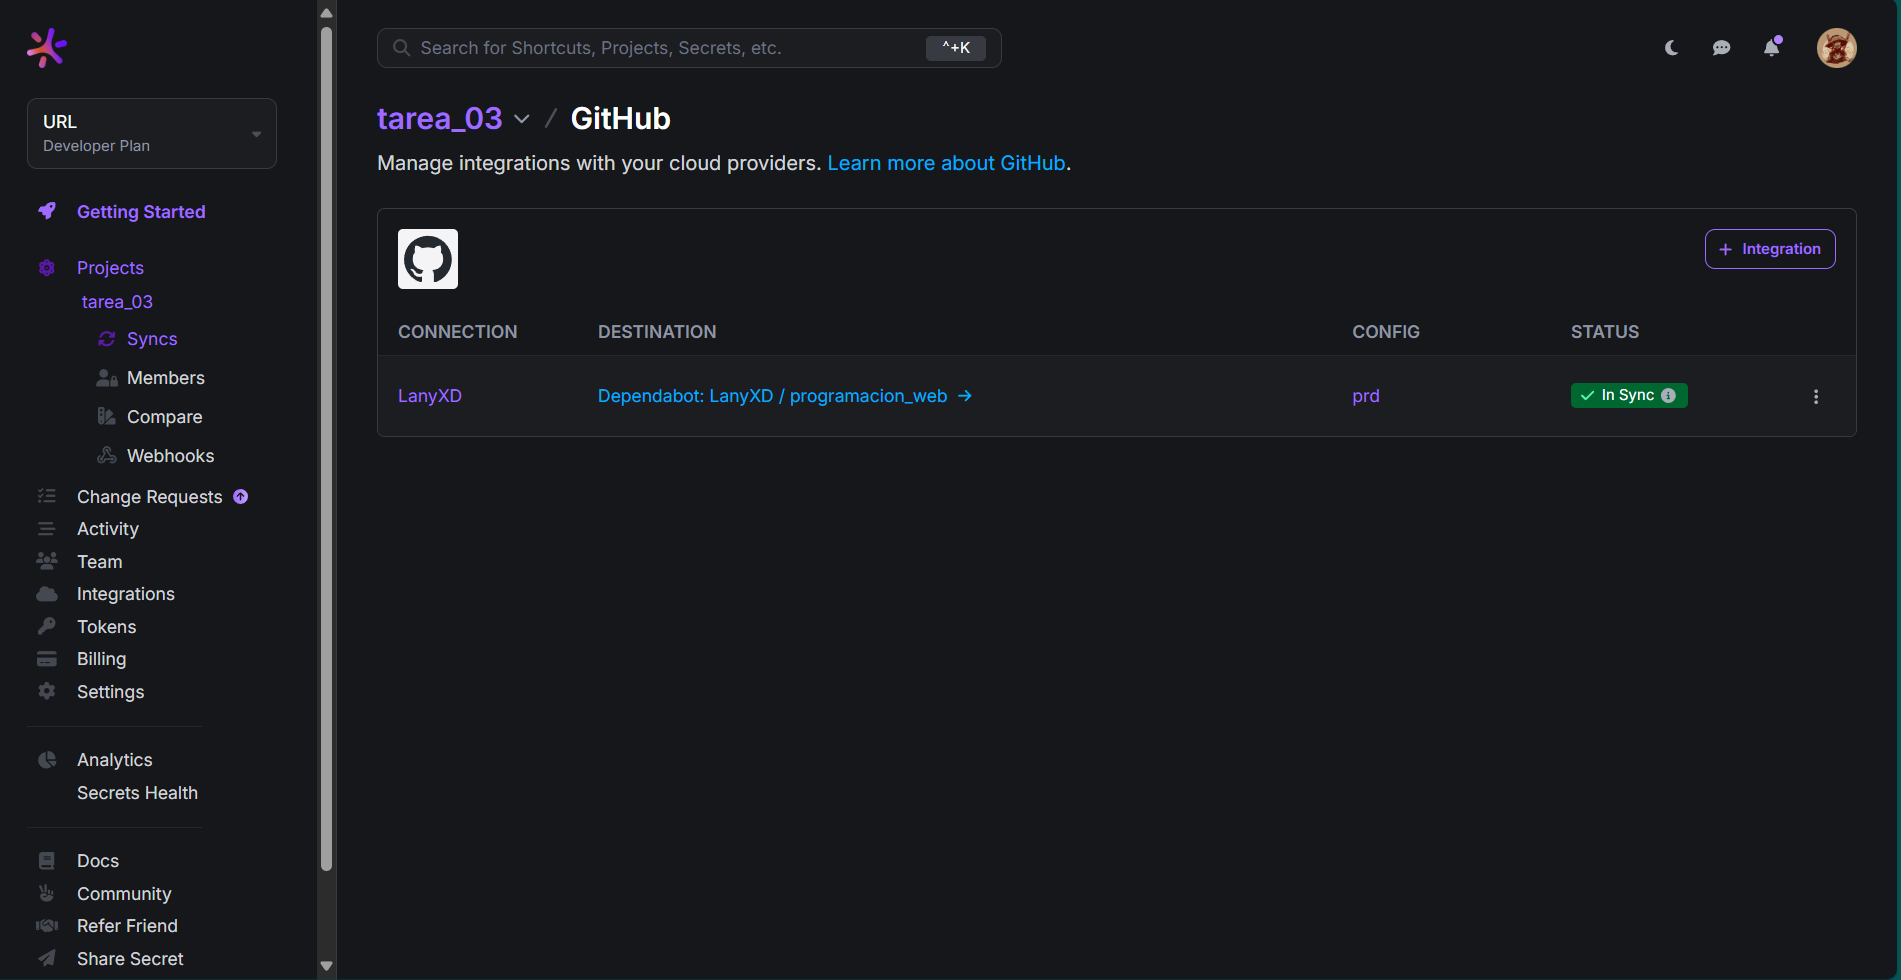 Search for Shortcuts, Projects, Secrets, etc.
^+K
URL
Developer Plan
Getting Started
Projects
tarea_03
Syncs
Members
Compare
Webhooks
Change Requests
Activity
Team
Integrations
Tokens
Billing
Settings
Analytics
Secrets Health
Docs
Community
Refer Friend
Share Secret
tarea_03 / GitHub
Manage integrations with your cloud providers. Learn more about GitHub.
+ Integration
CONNECTION DESTINATION CONFIG STATUS
LanyXD Dependabot: LanyXD / programacion_web → prd In Sync